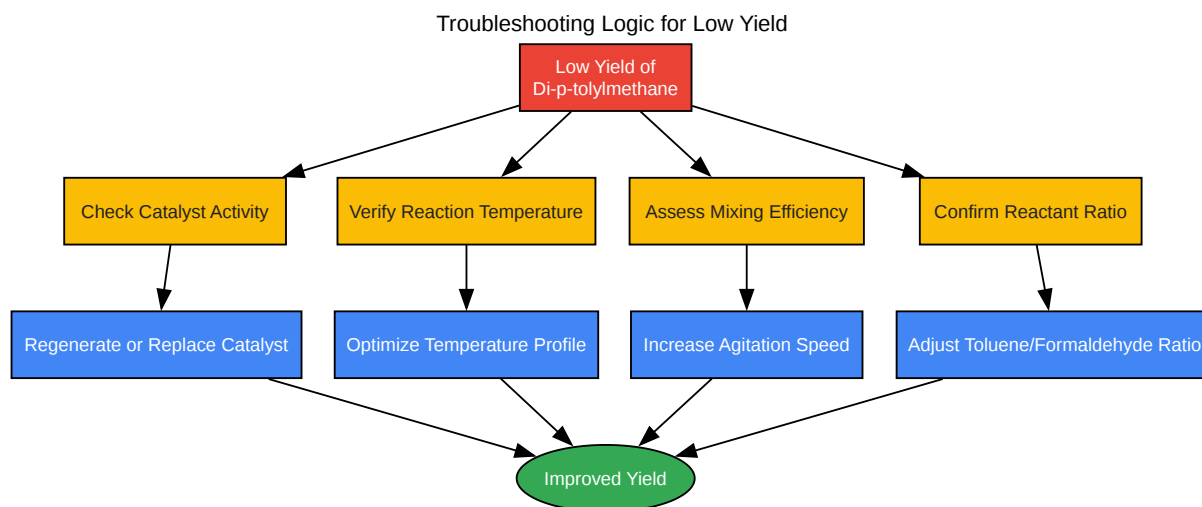 Troubleshooting Logic for Low Yield
Low Yield of
Di-p-tolylmethane
Check Catalyst Activity
Verify Reaction Temperature
Assess Mixing Efficiency
Confirm Reactant Ratio
Regenerate or Replace Catalyst
Optimize Temperature Profile
Increase Agitation Speed
Adjust Toluene/Formaldehyde Ratio
Improved Yield